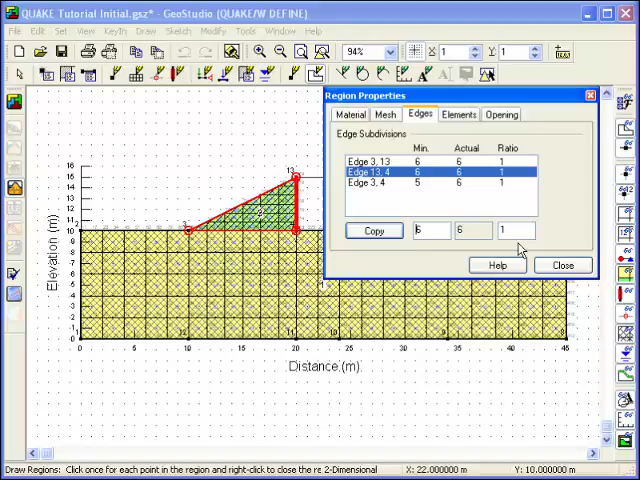 QUAKE Tutorial Initial.gsz* - GeoStudio (QUAKE/W DEFINE)
File Edit Set View KeyIn Draw Sketch Modify Tools Window Help
94% X: 1 Y: 1
Region Properties
Material Mesh Edges Elements Opening
Edge Subdivisions
Min. Actual Ratio
Edge 3, 13 6 6 1
Edge 13, 4 6 6 1
Edge 3, 4 5 6 1
Copy 6 6 1
Help Close
16
15
14
13
12
11
10
9
8
7
6
5
4
3
2
1
0
Elevation (m)
13
3
2
1
12 11 10
0 5 10 15 20 25 30 35 40 45
Distance (m)
Draw Regions: Click once for each point in the region and right-click to close the re 2-Dimensional X: 22.000000 m Y: 10.000000 m